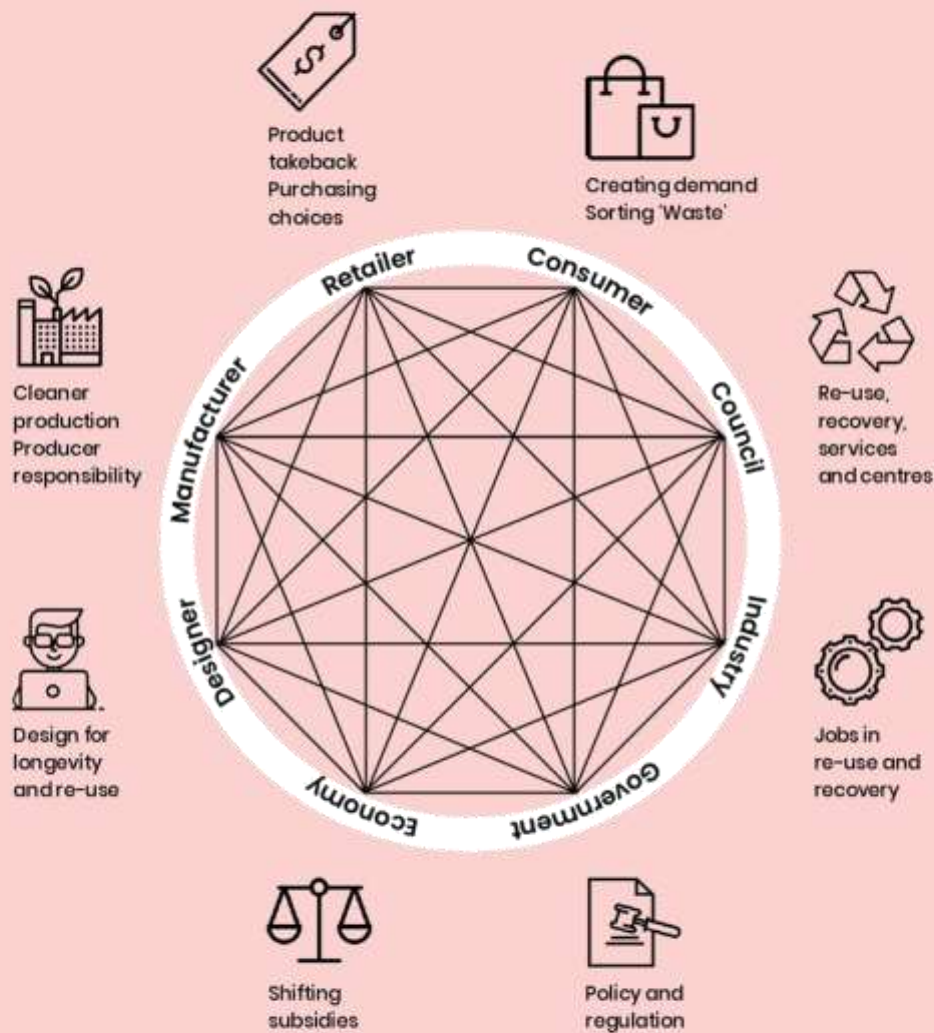 Product
takeback
Purchasing
choices
Creating demand
Sorting 'Waste'
Retailer
Consumer
Cleaner
production
Producer
responsibility
Manufacturer
Council
Re-use,
recovery,
services
and centres
Design for
longevity
and re-use
Designer
Industry
Jobs in
re-use and
recovery
Economy
Government
Shifting
subsidies
Policy and
regulation